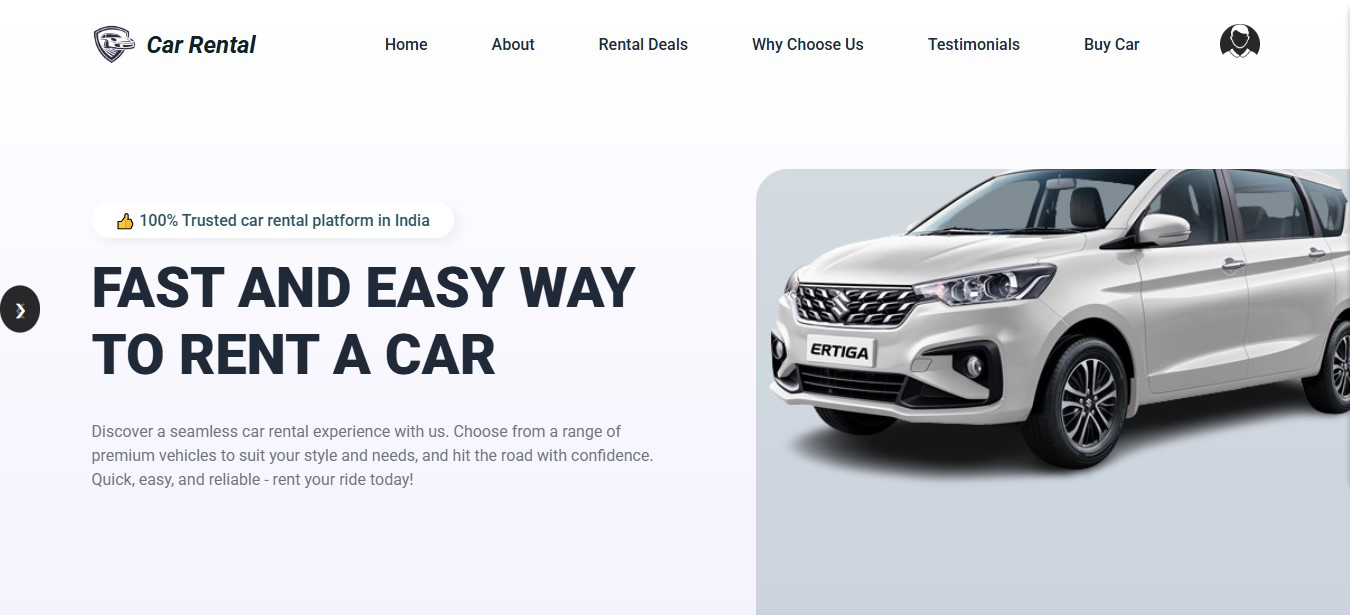 Car Rental
Home
About
Rental Deals
Why Choose Us
Testimonials
Buy Car
👍 100% Trusted car rental platform in India
FAST AND EASY WAY
TO RENT A CAR
Discover a seamless car rental experience with us. Choose from a range of
premium vehicles to suit your style and needs, and hit the road with confidence.
Quick, easy, and reliable - rent your ride today!
ERTIGA